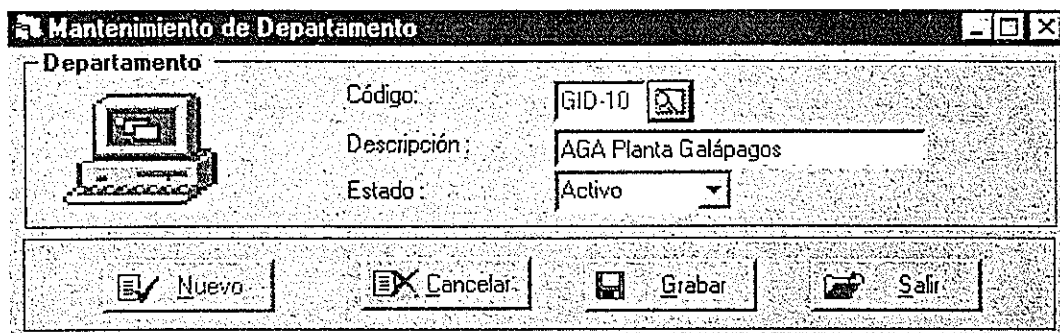 Mantenimiento de Departamento
Departamento
Código: GID-10
Descripción : AGA Planta Galápagos
Estado : Activo
Nuevo Cancelar Grabar Salir